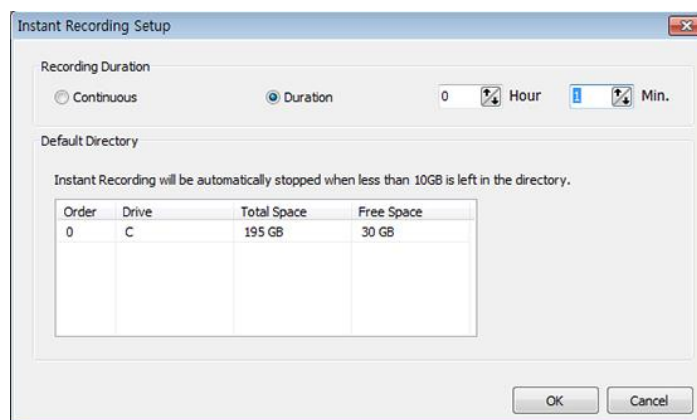 Instant Recording Setup
Recording Duration
Continuous Duration 0 Hour 1 Min.
Default Directory
Instant Recording will be automatically stopped when less than 10GB is left in the directory.
Order Drive Total Space Free Space
0 C 195 GB 30 GB
OK Cancel